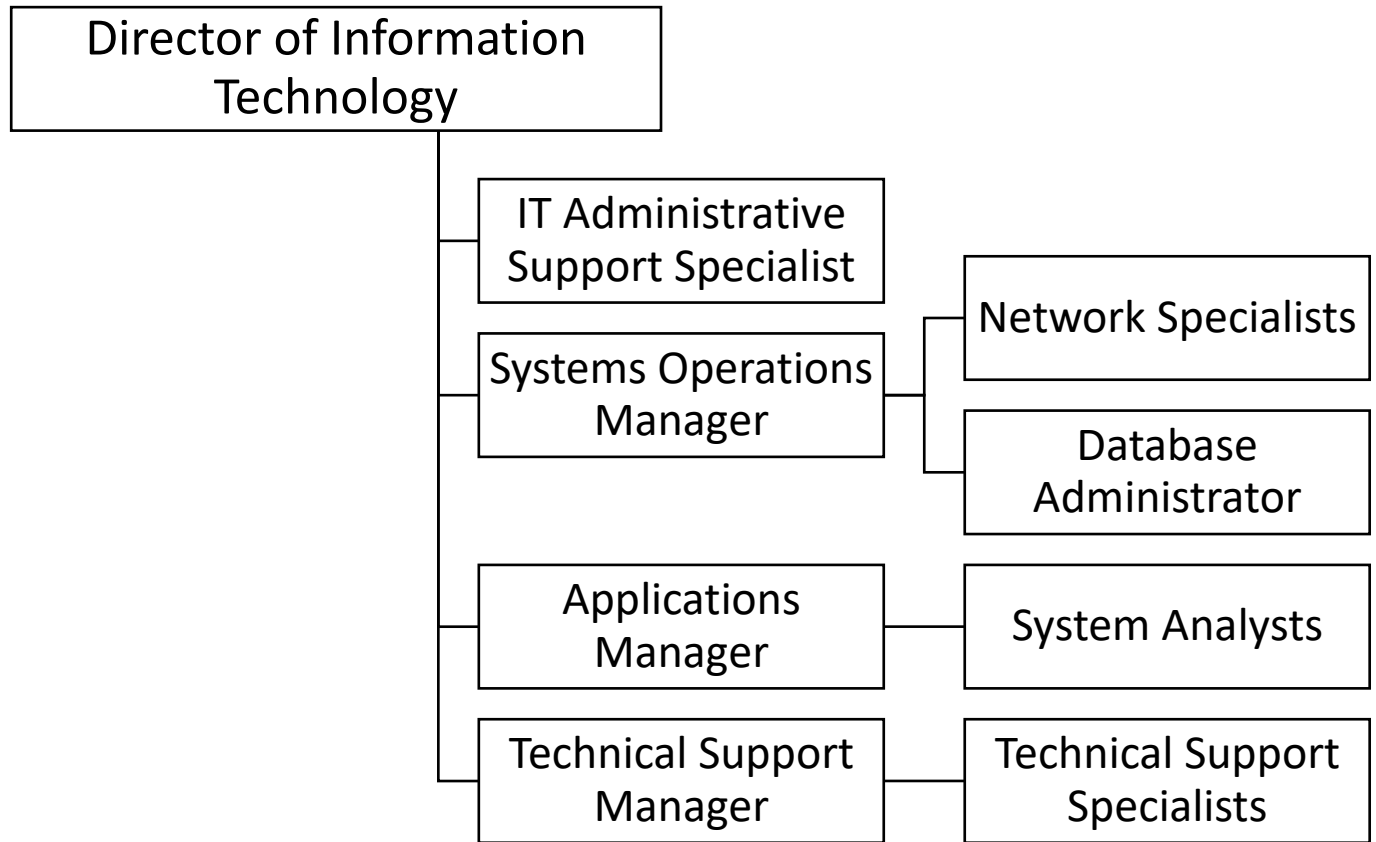 Director of Information
Technology
IT Administrative
Support Specialist
Systems Operations
Manager
Network Specialists
Database
Administrator
Applications
Manager
System Analysts
Technical Support
Manager
Technical Support
Specialists